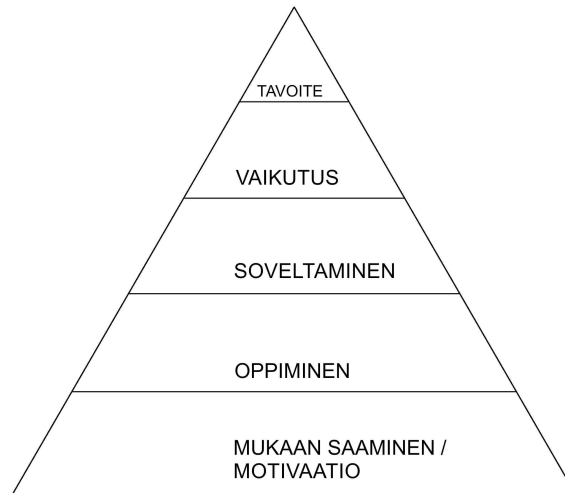 TAVOITE
VAIKUTUS
SOVELTAMINEN
OPPIMINEN
MUKAAN SAAMINEN /
MOTIVAATIO